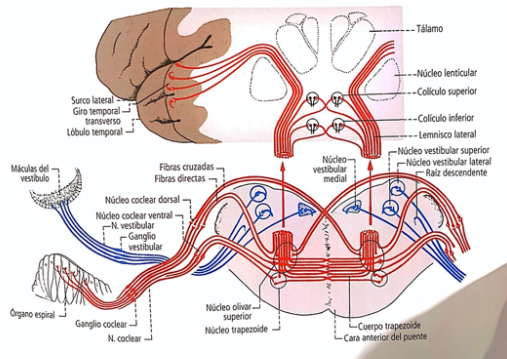 Tálamo
Núcleo lenticular
Colículo superior
Surco lateral
Giro temporal
transverso
Lóbulo temporal
Colículo inferior
Lemnisco lateral
Máculas del
vestíbulo
Fibras cruzadas
Fibras directas
Núcleo
vestibular
medial
Núcleo vestibular superior
Núcleo vestibular lateral
Raíz descendente
Núcleo coclear dorsal
Núcleo coclear ventral
N. vestibular
Ganglio
vestibular
Órgano espiral
Ganglio coclear
N. coclear
Núcleo olivar
superior
Núcleo trapezoide
Cuerpo trapezoide
Cara anterior del puente